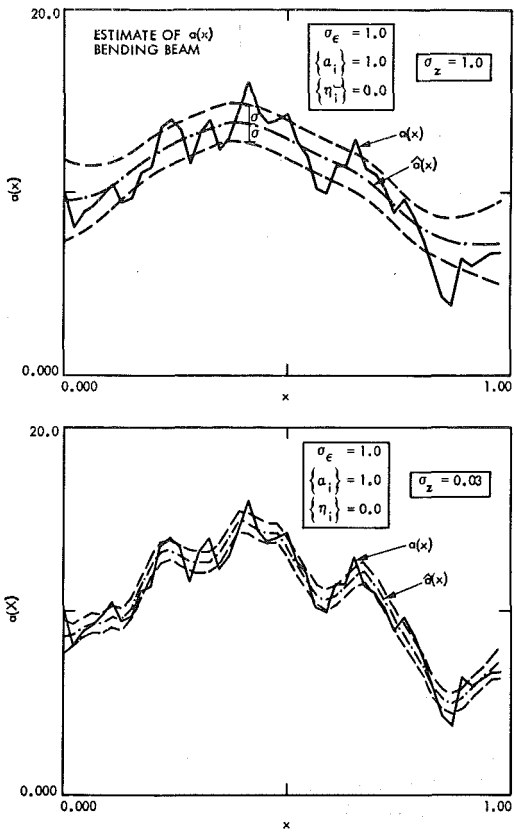 20.0
ESTIMATE OF a(x)
BENDING BEAM
σ_ε = 1.0
{a_i} = 1.0
{η_i} = 0.0
σ_z = 1.0
σ
σ
a(x)
â(x)
a(x)
0.000
0.000
x
1.00
20.0
σ_ε = 1.0
{a_i} = 1.0
{η_i} = 0.0
σ_z = 0.03
a(x)
â(x)
a(X)
0.000
0.000
x
1.00